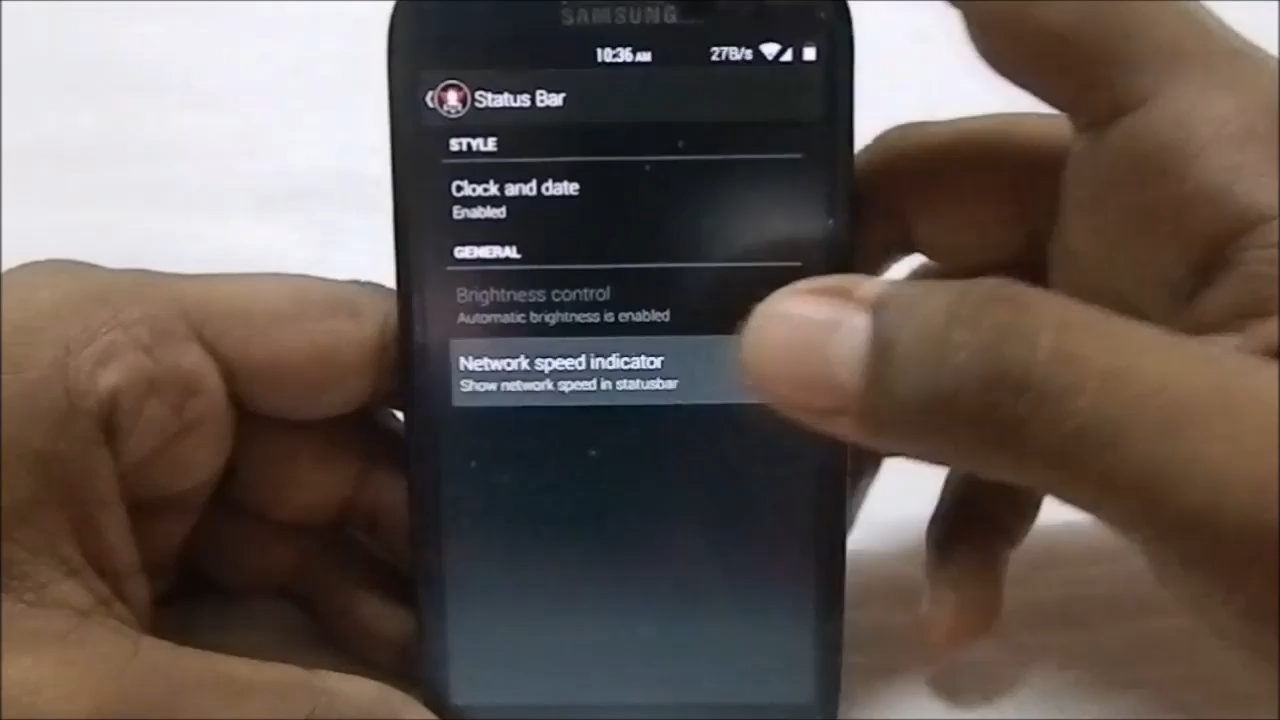 SAMSUNG
10:36 AM 27B/s
Status Bar
STYLE
Clock and date
Enabled
GENERAL
Brightness control
Automatic brightness is enabled
Network speed indicator
Show network speed in statusbar